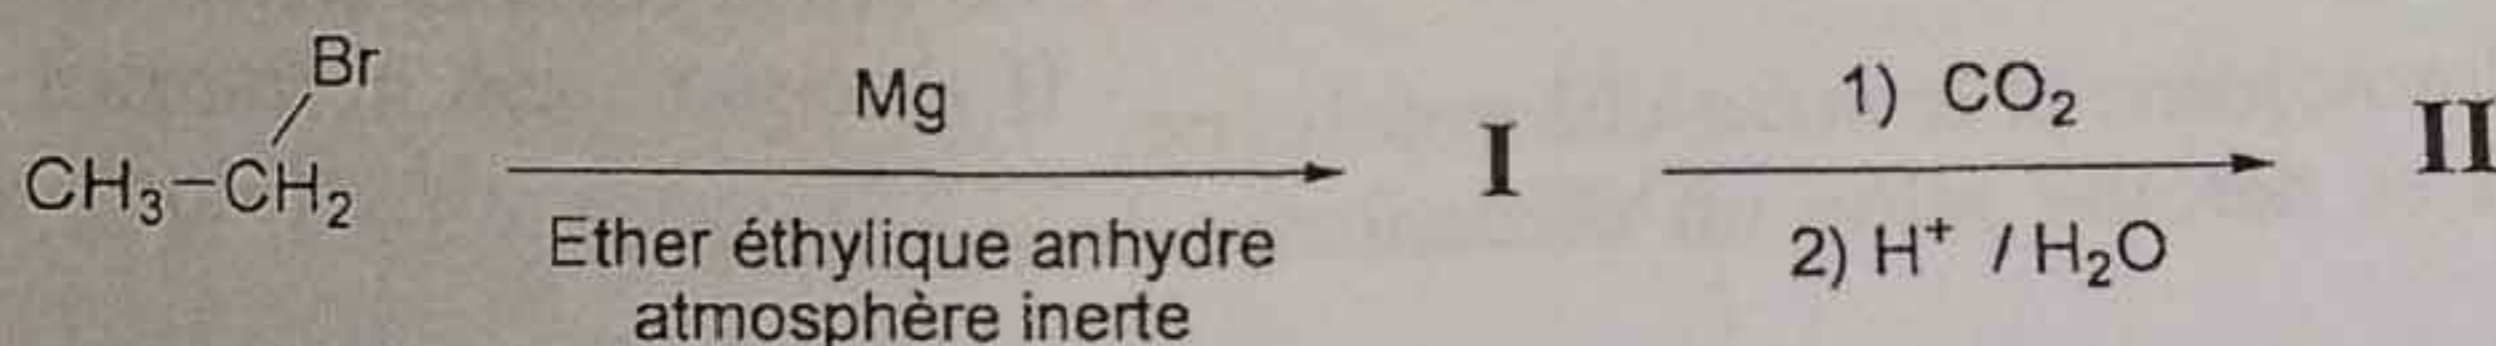 Br
CH₃-CH₂
Mg
Ether éthylique anhydre
atmosphère inerte
I
1) CO₂
2) H⁺ / H₂O
II